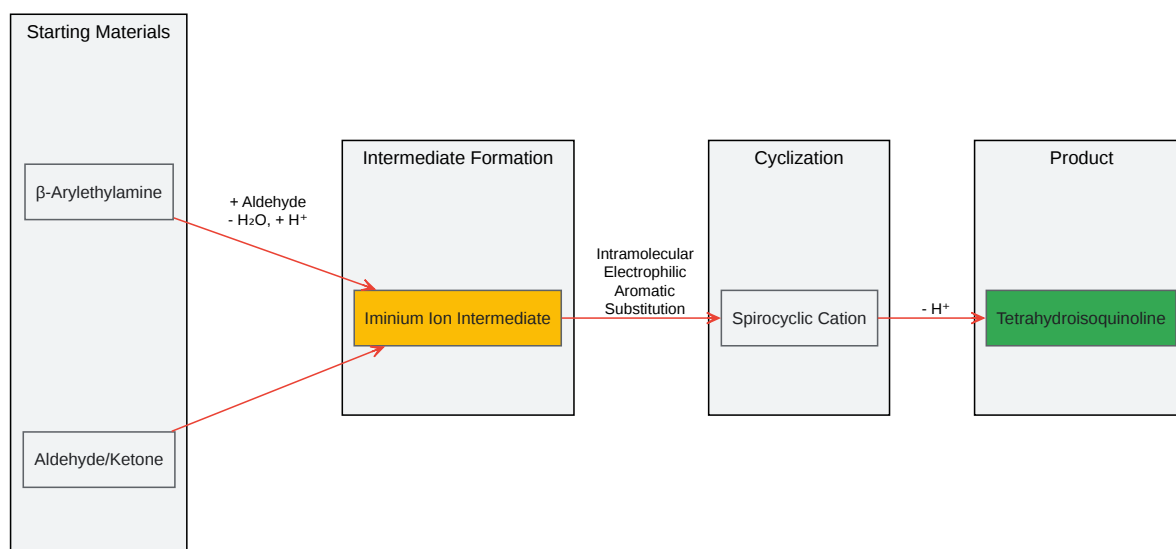 Starting Materials
β-Arylethylamine
Aldehyde/Ketone
+ Aldehyde
- H₂O, + H⁺
Intermediate Formation
Iminium Ion Intermediate
Intramolecular
Electrophilic
Aromatic
Substitution
Cyclization
Spirocyclic Cation
- H⁺
Product
Tetrahydroisoquinoline